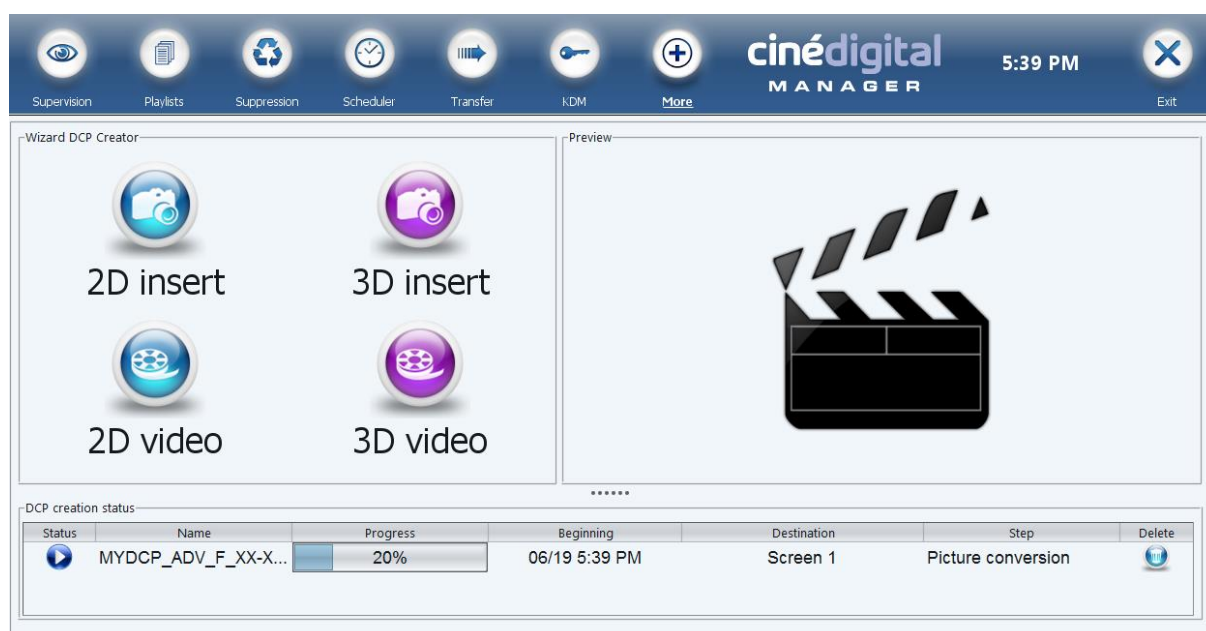 cinédigital
5:39 PM
MANAGER
Supervision Playlists Suppression Scheduler Transfer KDM More Exit
Wizard DCP Creator
Preview
2D insert 3D insert
2D video 3D video
DCP creation status
Status Name Progress Beginning Destination Step Delete
MYDCP_ADV_F_XX-X... 20% 06/19 5:39 PM Screen 1 Picture conversion